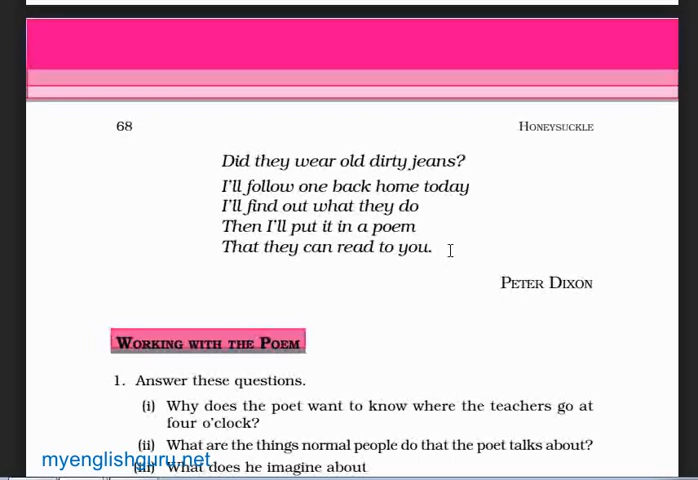 68
HONEYSUCKLE
Did they wear old dirty jeans?
I'll follow one back home today
I'll find out what they do
Then I'll put it in a poem
That they can read to you.
PETER DIXON
WORKING WITH THE POEM
1. Answer these questions.
(i) Why does the poet want to know where the teachers go at
four o'clock?
(ii) What are the things normal people do that the poet talks about?
myenglishguru.net
(iii) What does he imagine about